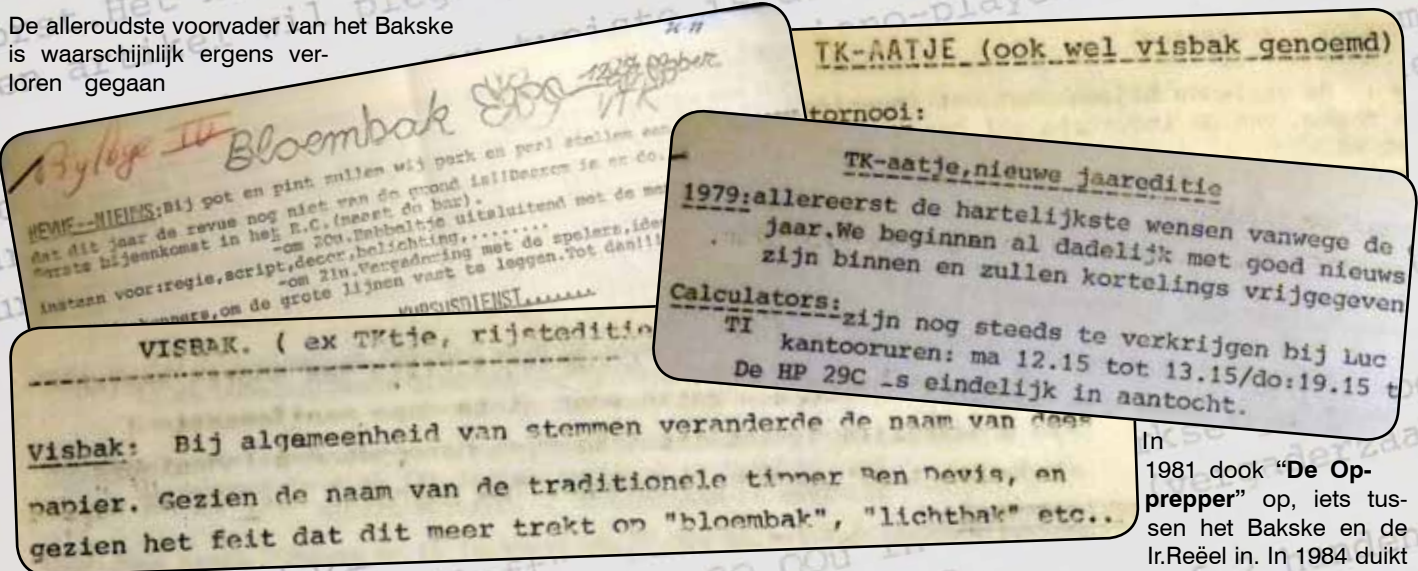 De alleroudste voorvader van het Bakske
is waarschijnlijk ergens ver-
loren gegaan
Bylage IV Bloembak
VTK
REVUE--NIEUWS:Bij pot en pint zullen wij park en perl stellen aan
dat dit jaar de revue nog niet van de grond is!!Daarom is er do.
eerste bijeenkomst in het E.C.(naast de bar).
-om 20u.Babbeltje uitsluitend met de
instaan voor:regie,script,decor,belichting,........
-om 21u.Vergadering met de spelers,
om de grote lijnen vast te leggen.Tot dan!!
KURSUSDIENST
TK-AATJE (ook wel visbak genoemd)
tornooi:
TK-aatje,nieuwe jaareditie
1979:allereerst de hartelijkste wensen vanwege de
jaar.We beginnen al dadelijk met goed nieuws
zijn binnen en zullen kortelings vrijgegeven
Calculators:
zijn nog steeds te verkrijgen bij Luc
TI kantooruren: ma 12.15 tot 13.15/do:19.15 t
De HP 29C is eindelijk in aantocht.
VISBAK. ( ex TKtje, rijsteditie
Visbak: Bij algemeenheid van stemmen veranderde de naam van dees
papier. Gezien de naam van de traditionele tipper Ben Devis, en
gezien het feit dat dit meer trekt op "bloembak", "lichtbak" etc..
In
1981 dook “De Op-
prepper” op, iets tus-
sen het Bakske en de
Ir.Reëel in. In 1984 duikt